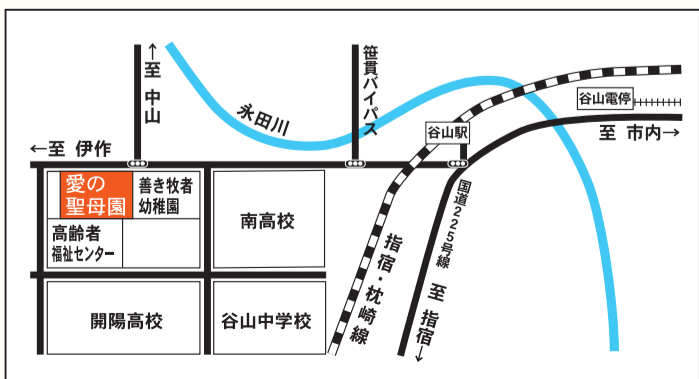 ↑至 中山
永田川
笹貫バイパス
谷山駅
谷山電停
至 市内→
←至 伊作
愛の
聖母園
善き牧者
幼稚園
高齢者
福祉センター
南高校
開陽高校
谷山中学校
指宿・枕崎線
国道225号線
至 指宿↓